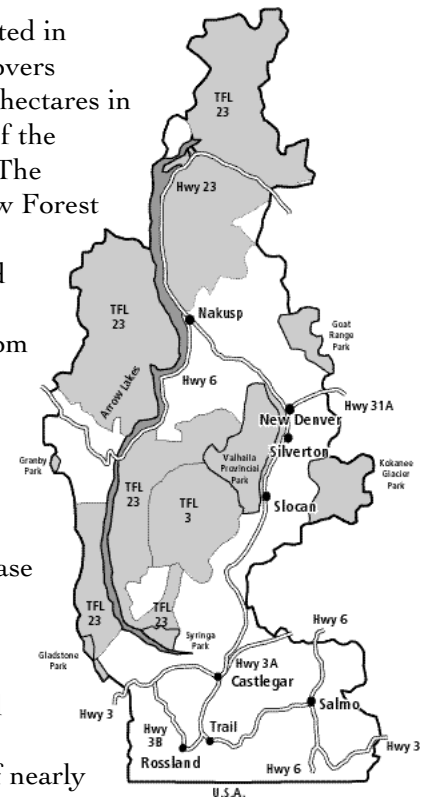 ted in
overs
hectares in
f the
The
w Forest
d
om
ase
f nearly
TFL
23
Hwy 23
TFL
23
Nakusp
Goat
Range
Park
Arrow Lakes
Hwy 6
Hwy 31A
New Denver
Silverton
Granby
Park
Valhalla
Provincial
Park
Kokanee
Glacier
Park
TFL
23
TFL
3
Slocan
TFL
23
TFL
23
Syringa
Park
Gladstone
Park
Hwy 6
Hwy 3A
Castlegar
Hwy 3
Salmo
Hwy
3B
Trail
Rossland
Hwy 3
Hwy 6
U.S.A.